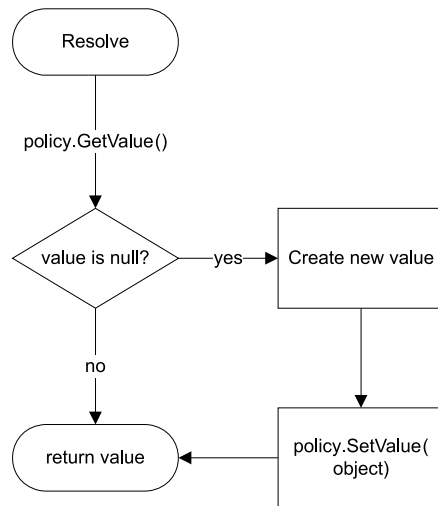 Resolve
policy.GetValue()
value is null?
yes
Create new value
no
return value
policy.SetValue(
object)